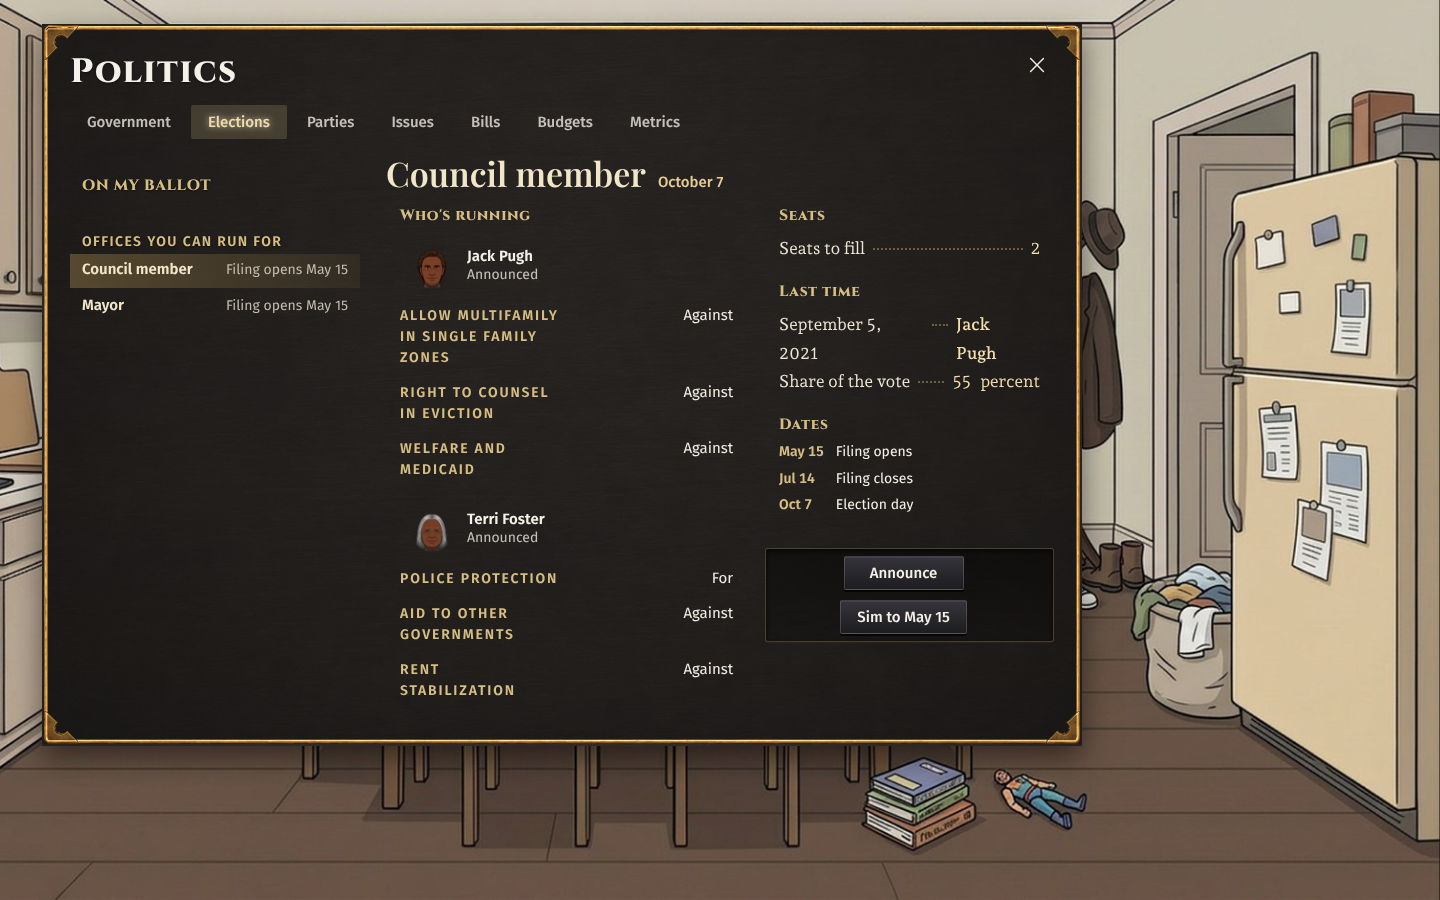 Politics
Government Elections Parties Issues Bills Budgets Metrics
On my ballot
OFFICES YOU CAN RUN FOR
Council member Filing opens May 15
Mayor Filing opens May 15
Council member October 7
Who's running
Jack Pugh
Announced
ALLOW MULTIFAMILY Against
IN SINGLE FAMILY
ZONES
RIGHT TO COUNSEL Against
IN EVICTION
WELFARE AND Against
MEDICAID
Terri Foster
Announced
POLICE PROTECTION For
AID TO OTHER Against
GOVERNMENTS
RENT Against
STABILIZATION
Seats
Seats to fill 2
Last time
September 5, Jack
2021 Pugh
Share of the vote 55 percent
Dates
May 15 Filing opens
Jul 14 Filing closes
Oct 7 Election day
Announce
Sim to May 15